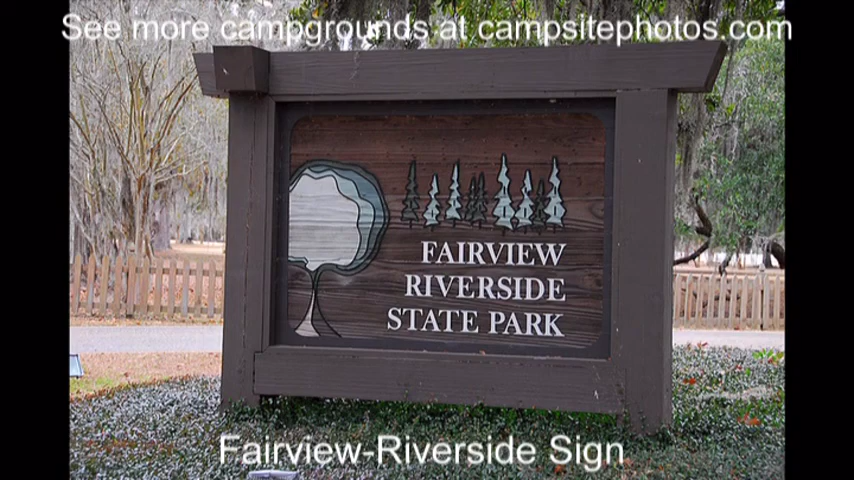 See more campgrounds at campsitephotos.com
FAIRVIEW
RIVERSIDE
STATE PARK
Fairview-Riverside Sign